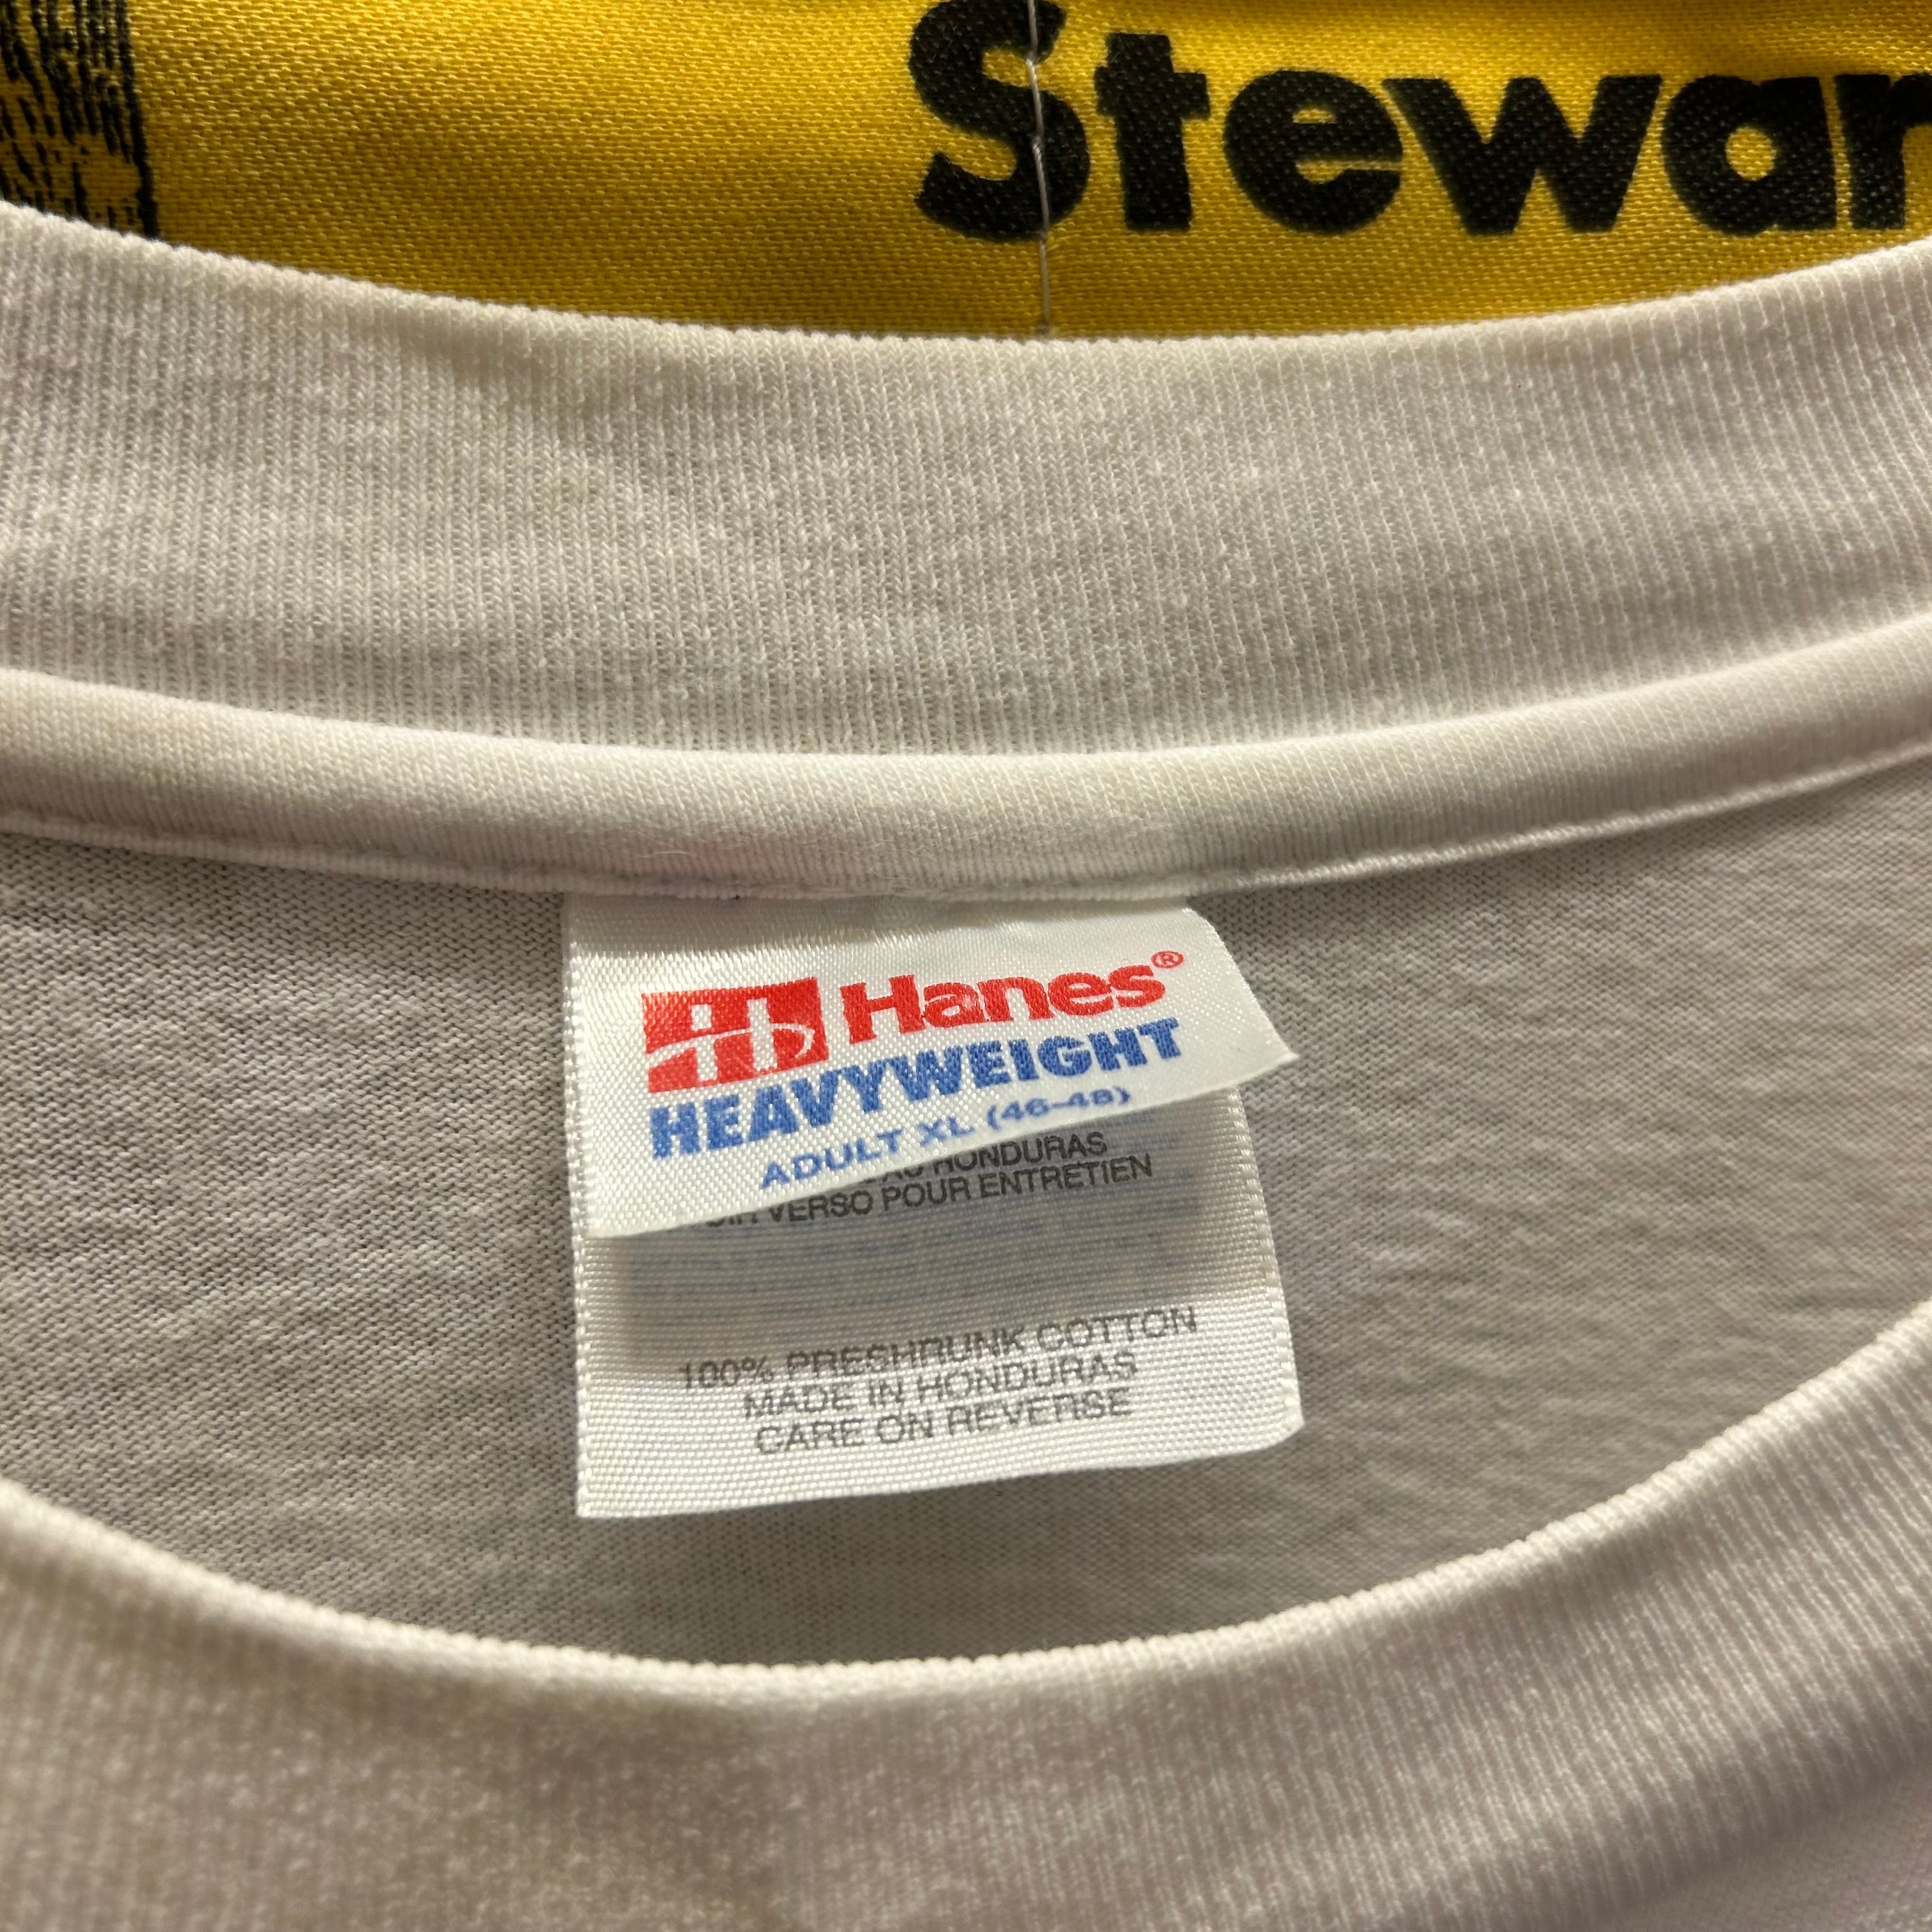 Stewar
Hanes®
HEAVYWEIGHT
ADULT XL (46-48)
HONDURAS
VERSO POUR ENTRETIEN
100% PRESHRUNK COTTON
MADE IN HONDURAS
CARE ON REVERSE